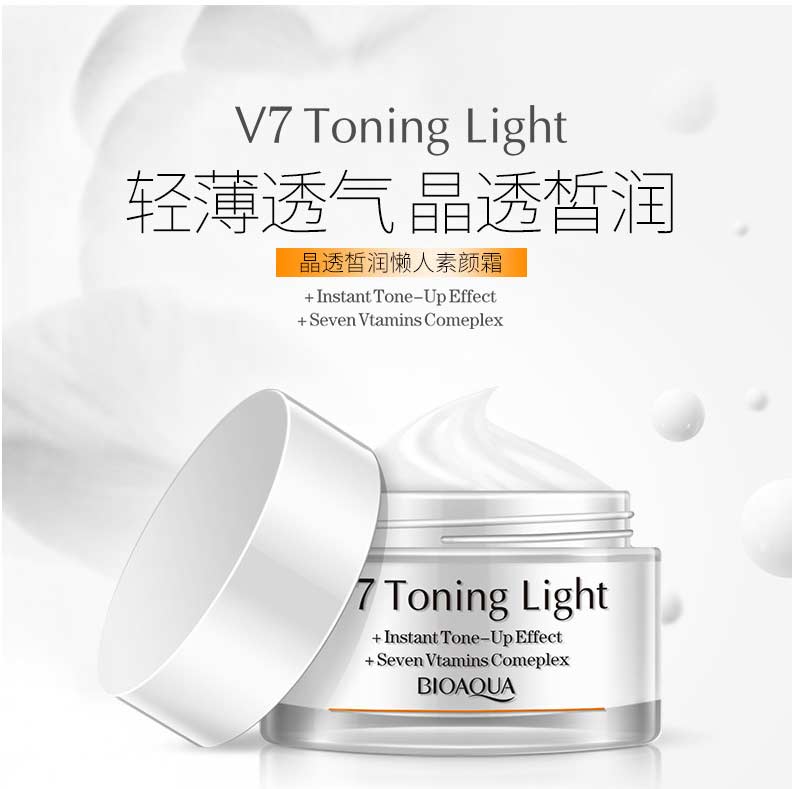 V7 Toning Light
轻薄透气 晶透皙润
晶透皙润懒人素颜霜
+ Instant Tone-Up Effect
+ Seven Vtamins Comeplex
7 Toning Light
+ Instant Tone-Up Effect
+ Seven Vtamins Comeplex
BIOAQUA